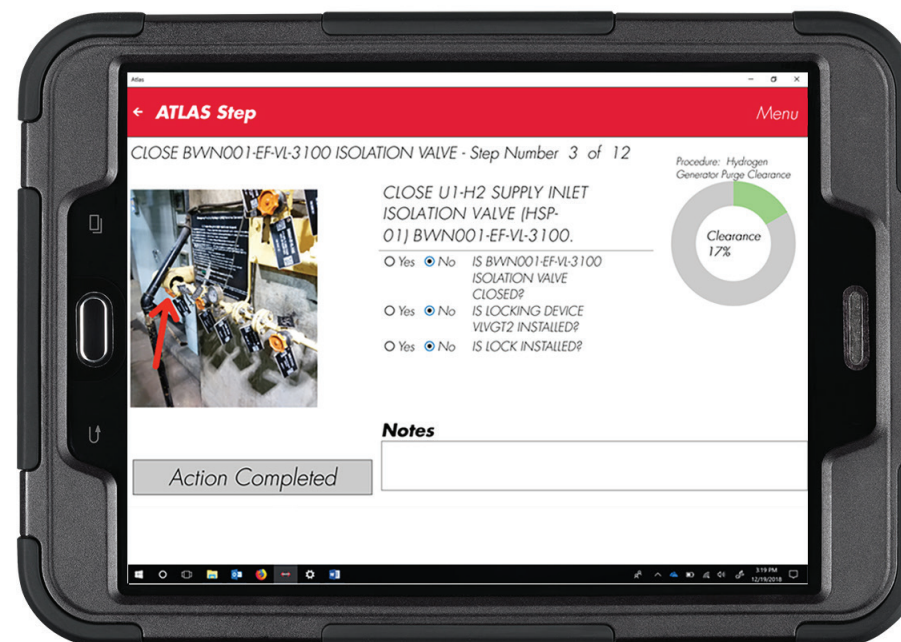 Atlas
← ATLAS Step
Menu
CLOSE BWN001-EF-VL-3100 ISOLATION VALVE - Step Number 3 of 12
Procedure: Hydrogen
Generator Purge Clearance
Clearance
17%
CLOSE U1-H2 SUPPLY INLET
ISOLATION VALVE (HSP-
01) BWN001-EF-VL-3100.
Yes No IS BWN001-EF-VL-3100
ISOLATION VALVE
CLOSED?
Yes No IS LOCKING DEVICE
VLVGT2 INSTALLED?
Yes No IS LOCK INSTALLED?
Notes
Action Completed
3:19 PM
12/19/2018